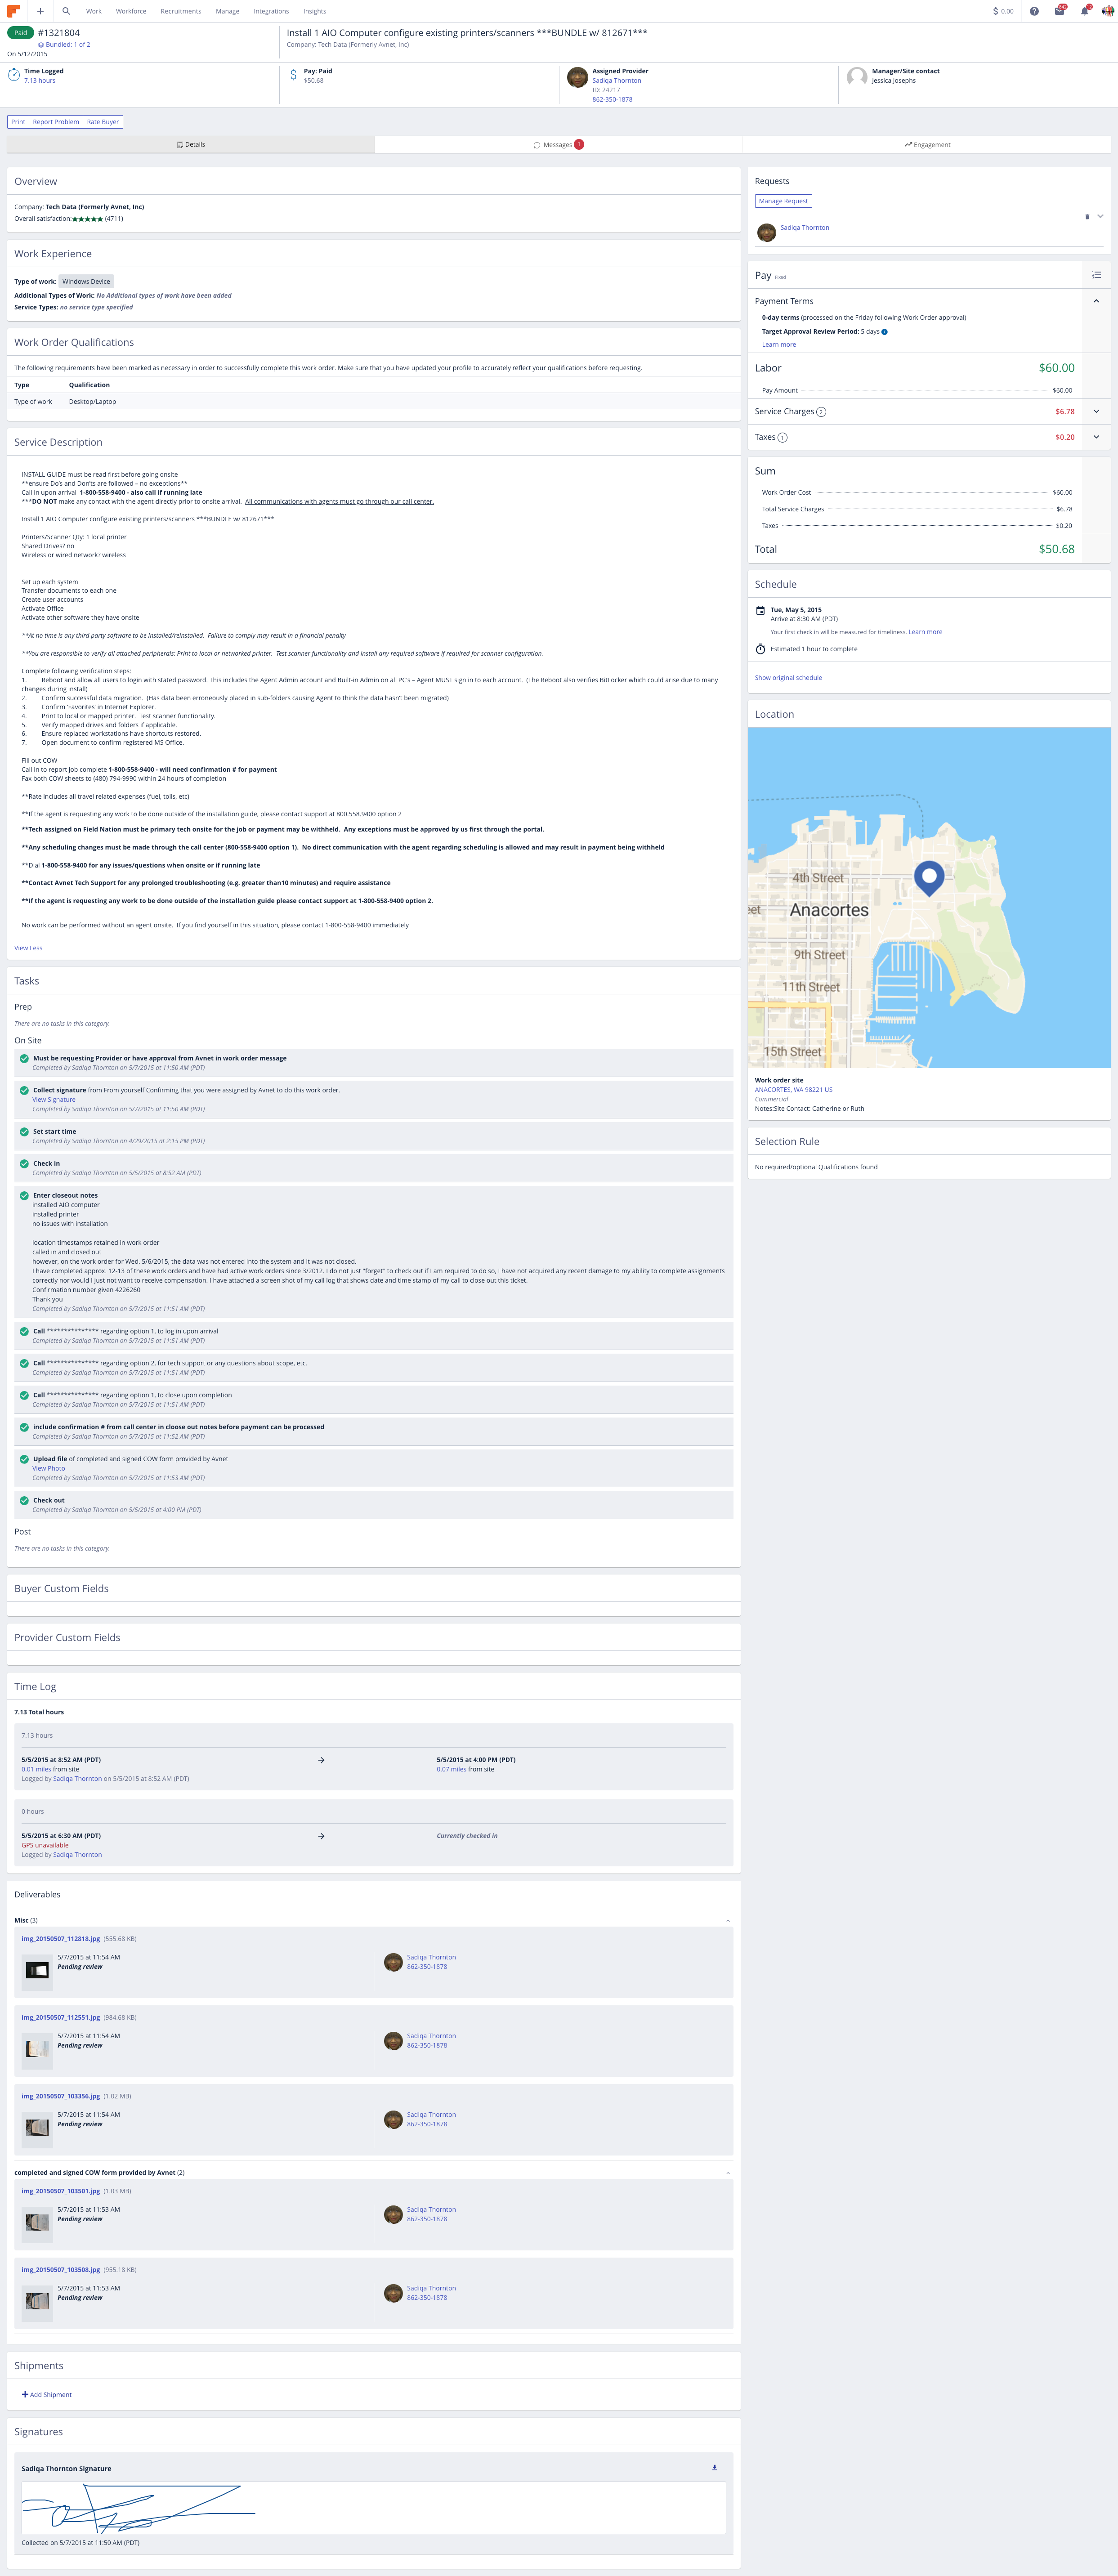 Work
Workforce
Recruitments
Manage
Integrations
Insights
$ 0.00
Paid
#1321804
Bundled: 1 of 2
On 5/12/2015
Install 1 AIO Computer configure existing printers/scanners ***BUNDLE w/ 812671***
Company: Tech Data (Formerly Avnet, Inc)
Time Logged
7.13 hours
Pay: Paid
$50.68
Assigned Provider
Sadiqa Thornton
ID: 24217
862-350-1878
Manager/Site contact
Jessica Josephs
Print
Report Problem
Rate Buyer
Details
Messages 1
Engagement
Overview
Company: Tech Data (Formerly Avnet, Inc)
Overall satisfaction:★★★★★ (4711)
Work Experience
Type of work: Windows Device
Additional Types of Work: No Additional types of work have been added
Service Types: no service type specified
Work Order Qualifications
The following requirements have been marked as necessary in order to successfully complete this work order. Make sure that you have updated your profile to accurately reflect your qualifications before requesting.
Type Qualification
Type of work Desktop/Laptop
Service Description
INSTALL GUIDE must be read first before going onsite
**ensure Do's and Don'ts are followed – no exceptions**
Call in upon arrival 1-800-558-9400 - also call if running late
***DO NOT make any contact with the agent directly prior to onsite arrival. All communications with agents must go through our call center.
Install 1 AIO Computer configure existing printers/scanners ***BUNDLE w/ 812671***
Printers/Scanner Qty: 1 local printer
Shared Drives? no
Wireless or wired network? wireless
Set up each system
Transfer documents to each one
Create user accounts
Activate Office
Activate other software they have onsite
**At no time is any third party software to be installed/reinstalled. Failure to comply may result in a financial penalty
**You are responsible to verify all attached peripherals: Print to local or networked printer. Test scanner functionality and install any required software if required for scanner configuration.
Complete following verification steps:
1. Reboot and allow all users to login with stated password. This includes the Agent Admin account and Built-in Admin on all PC's – Agent MUST sign in to each account. (The Reboot also verifies BitLocker which could arise due to many
changes during install)
2. Confirm successful data migration. (Has data been erroneously placed in sub-folders causing Agent to think the data hasn't been migrated)
3. Confirm 'Favorites' in Internet Explorer.
4. Print to local or mapped printer. Test scanner functionality.
5. Verify mapped drives and folders if applicable.
6. Ensure replaced workstations have shortcuts restored.
7. Open document to confirm registered MS Office.
Fill out COW
Call in to report job complete 1-800-558-9400 - will need confirmation # for payment
Fax both COW sheets to (480) 794-9990 within 24 hours of completion
**Rate includes all travel related expenses (fuel, tolls, etc)
**If the agent is requesting any work to be done outside of the installation guide, please contact support at 800.558.9400 option 2
**Tech assigned on Field Nation must be primary tech onsite for the job or payment may be withheld. Any exceptions must be approved by us first through the portal.
**Any scheduling changes must be made through the call center (800-558-9400 option 1). No direct communication with the agent regarding scheduling is allowed and may result in payment being withheld
**Dial 1-800-558-9400 for any issues/questions when onsite or if running late
**Contact Avnet Tech Support for any prolonged troubleshooting (e.g. greater than10 minutes) and require assistance
**If the agent is requesting any work to be done outside of the installation guide please contact support at 1-800-558-9400 option 2.
No work can be performed without an agent onsite. If you find yourself in this situation, please contact 1-800-558-9400 immediately
View Less
Tasks
Prep
There are no tasks in this category.
On Site
Must be requesting Provider or have approval from Avnet in work order message
Completed by Sadiqa Thornton on 5/7/2015 at 11:50 AM (PDT)
Collect signature from From yourself Confirming that you were assigned by Avnet to do this work order.
View Signature
Completed by Sadiqa Thornton on 5/7/2015 at 11:50 AM (PDT)
Set start time
Completed by Sadiqa Thornton on 4/29/2015 at 2:15 PM (PDT)
Check in
Completed by Sadiqa Thornton on 5/5/2015 at 8:52 AM (PDT)
Enter closeout notes
installed AIO computer
installed printer
no issues with installation
location timestamps retained in work order
called in and closed out
however, on the work order for Wed. 5/6/2015, the data was not entered into the system and it was not closed.
I have completed approx. 12-13 of these work orders and have had active work orders since 3/2012. I do not just "forget" to check out if i am required to do so, I have not acquired any recent damage to my ability to complete assignments
correctly nor would I just not want to receive compensation. I have attached a screen shot of my call log that shows date and time stamp of my call to close out this ticket.
Confirmation number given 4226260
Thank you
Completed by Sadiqa Thornton on 5/7/2015 at 11:51 AM (PDT)
Call *************** regarding option 1, to log in upon arrival
Completed by Sadiqa Thornton on 5/7/2015 at 11:51 AM (PDT)
Call *************** regarding option 2, for tech support or any questions about scope, etc.
Completed by Sadiqa Thornton on 5/7/2015 at 11:51 AM (PDT)
Call *************** regarding option 1, to close upon completion
Completed by Sadiqa Thornton on 5/7/2015 at 11:51 AM (PDT)
include confirmation # from call center in cloose out notes before payment can be processed
Completed by Sadiqa Thornton on 5/7/2015 at 11:52 AM (PDT)
Upload file of completed and signed COW form provided by Avnet
View Photo
Completed by Sadiqa Thornton on 5/7/2015 at 11:53 AM (PDT)
Check out
Completed by Sadiqa Thornton on 5/5/2015 at 4:00 PM (PDT)
Post
There are no tasks in this category.
Buyer Custom Fields
Provider Custom Fields
Time Log
7.13 Total hours
7.13 hours
5/5/2015 at 8:52 AM (PDT)
0.01 miles from site
Logged by Sadiqa Thornton on 5/5/2015 at 8:52 AM (PDT)
5/5/2015 at 4:00 PM (PDT)
0.07 miles from site
0 hours
5/5/2015 at 6:30 AM (PDT)
GPS unavailable
Logged by Sadiqa Thornton
Currently checked in
Deliverables
Misc (3)
img_20150507_112818.jpg (555.68 KB)
5/7/2015 at 11:54 AM
Pending review
Sadiqa Thornton
862-350-1878
img_20150507_112551.jpg (984.68 KB)
5/7/2015 at 11:54 AM
Pending review
Sadiqa Thornton
862-350-1878
img_20150507_103356.jpg (1.02 MB)
5/7/2015 at 11:54 AM
Pending review
Sadiqa Thornton
862-350-1878
completed and signed COW form provided by Avnet (2)
img_20150507_103501.jpg (1.03 MB)
5/7/2015 at 11:53 AM
Pending review
Sadiqa Thornton
862-350-1878
img_20150507_103508.jpg (955.18 KB)
5/7/2015 at 11:53 AM
Pending review
Sadiqa Thornton
862-350-1878
Shipments
Add Shipment
Signatures
Sadiqa Thornton Signature
Collected on 5/7/2015 at 11:50 AM (PDT)
Requests
Manage Request
Sadiqa Thornton
Pay Fixed
Payment Terms
0-day terms (processed on the Friday following Work Order approval)
Target Approval Review Period: 5 days
Learn more
Labor $60.00
Pay Amount $60.00
Service Charges 2 $6.78
Taxes 1 $0.20
Sum
Work Order Cost $60.00
Total Service Charges $6.78
Taxes $0.20
Total $50.68
Schedule
Tue, May 5, 2015
Arrive at 8:30 AM (PDT)
Your first check in will be measured for timeliness. Learn more
Estimated 1 hour to complete
Show original schedule
Location
4th Street
eet
Anacortes
9th Street
11th Street
15th Street
Work order site
ANACORTES, WA 98221 US
Commercial
Notes:Site Contact: Catherine or Ruth
Selection Rule
No required/optional Qualifications found